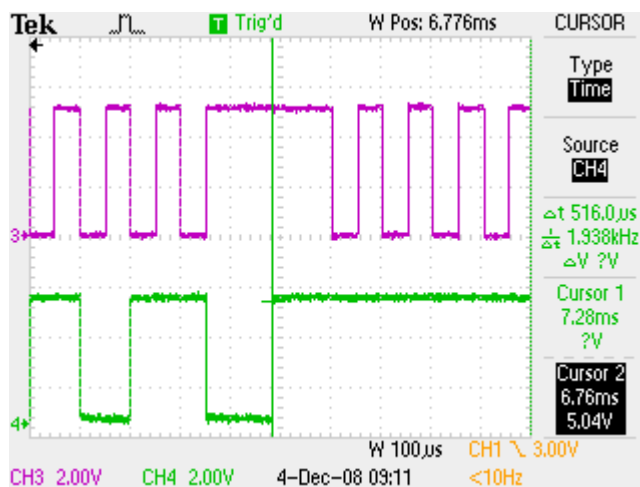 Tek Trig'd W Pos: 6.776ms CURSOR
Type
Time
Source
CH4
△t 516.0µs
1/△t 1.938kHz
△V ?V
Cursor 1
7.28ms
?V
Cursor 2
6.76ms
5.04V
3
4
W 100µs CH1 3.00V
CH3 2.00V CH4 2.00V 4-Dec-08 09:11 <10Hz